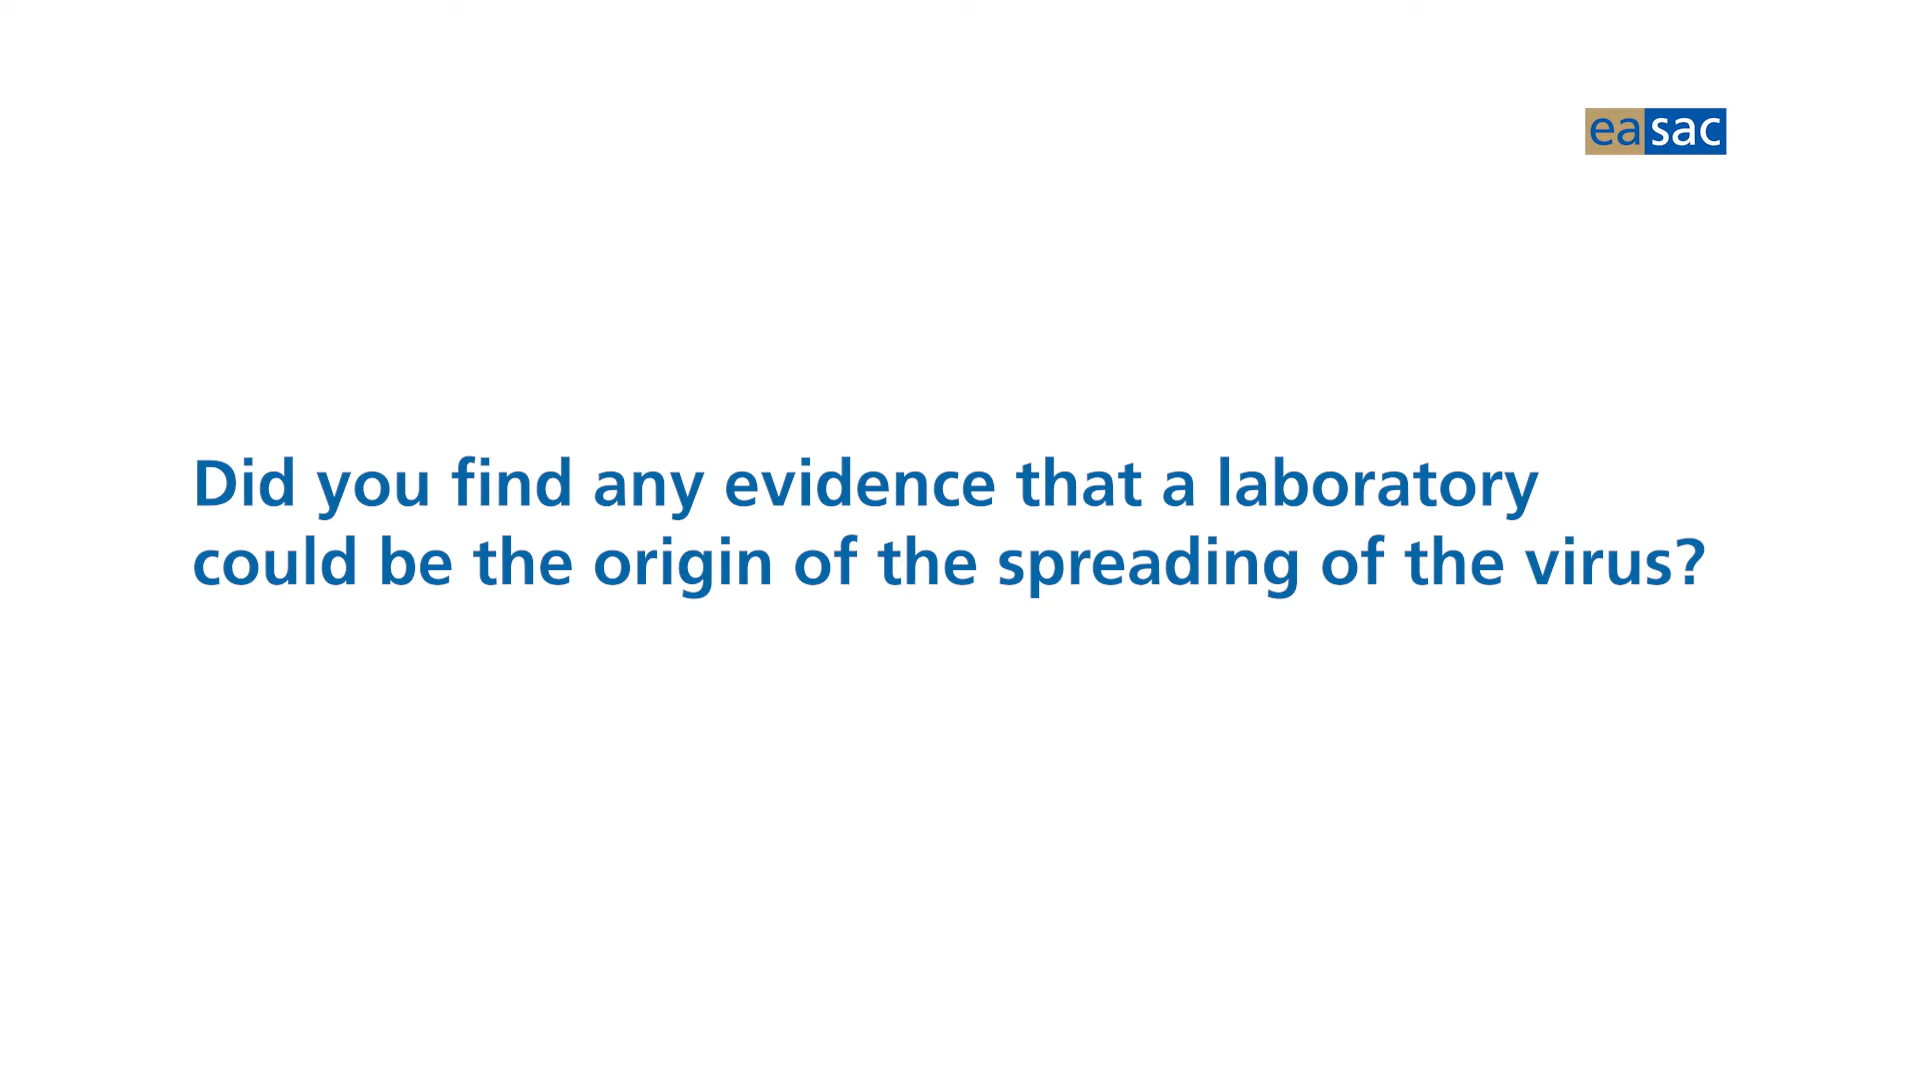 easac
Did you find any evidence that a laboratory
could be the origin of the spreading of the virus?